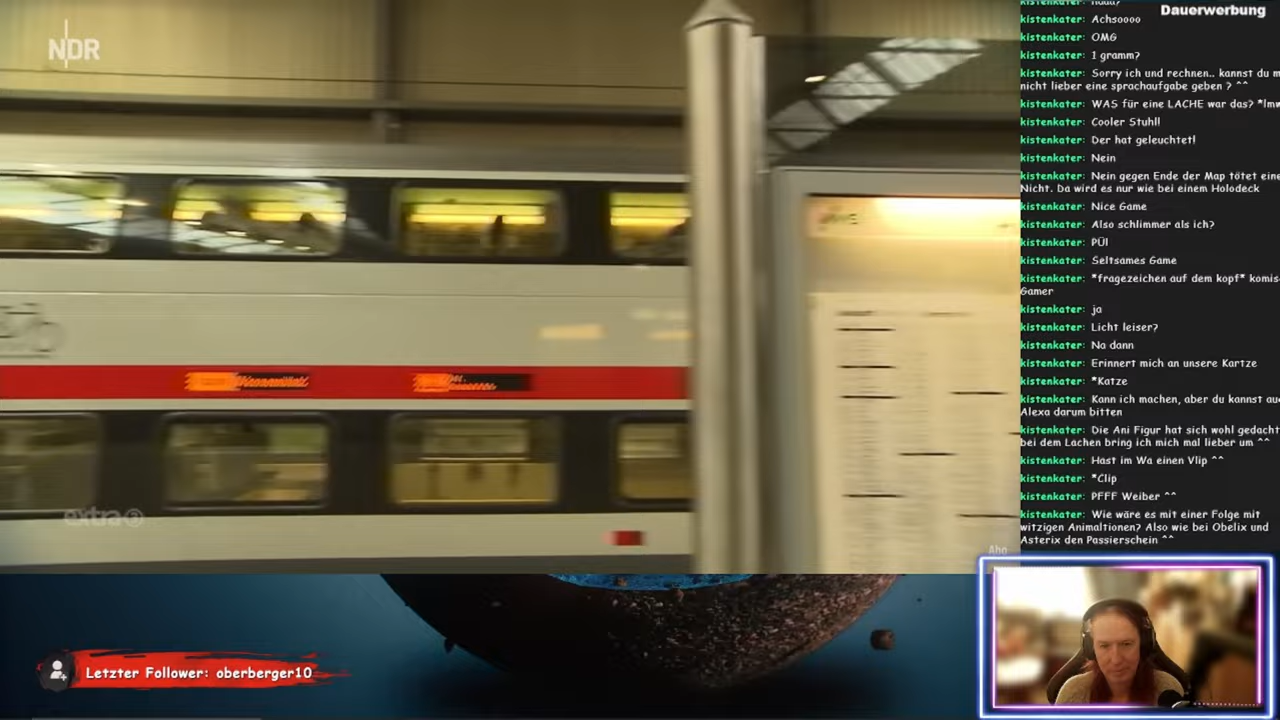 NDR
extra 3
Abo
Letzter Follower: oberberger10
Dauerwerbung
kistenkater: Achsoooo
kistenkater: OMG
kistenkater: 1 gramm?
kistenkater: Sorry ich und rechnen.. kannst du m
nicht lieber eine sprachaufgabe geben ? ^^
kistenkater: WAS für eine LACHE war das? *lmw
kistenkater: Cooler Stuhl!
kistenkater: Der hat geleuchtet!
kistenkater: Nein
kistenkater: Nein gegen Ende der Map tötet eine
Nicht. Da wird es nur wie bei einem Holodeck
kistenkater: Nice Game
kistenkater: Also schlimmer als ich?
kistenkater: PÜ!
kistenkater: Seltsames Game
kistenkater: *fragezeichen auf dem kopf* komis
Gamer
kistenkater: ja
kistenkater: Licht leiser?
kistenkater: Na dann
kistenkater: Erinnert mich an unsere Kartze
kistenkater: *Katze
kistenkater: Kann ich machen, aber du kannst au
Alexa darum bitten
kistenkater: Die Ani Figur hat sich wohl gedacht
bei dem Lachen bring ich mich mal lieber um ^^
kistenkater: Hast im Wa einen Vlip ^^
kistenkater: *Clip
kistenkater: PFFF Weiber ^^
kistenkater: Wie wäre es mit einer Folge mit
witzigen Animaltionen? Also wie bei Obelix und
Asterix den Passierschein ^^